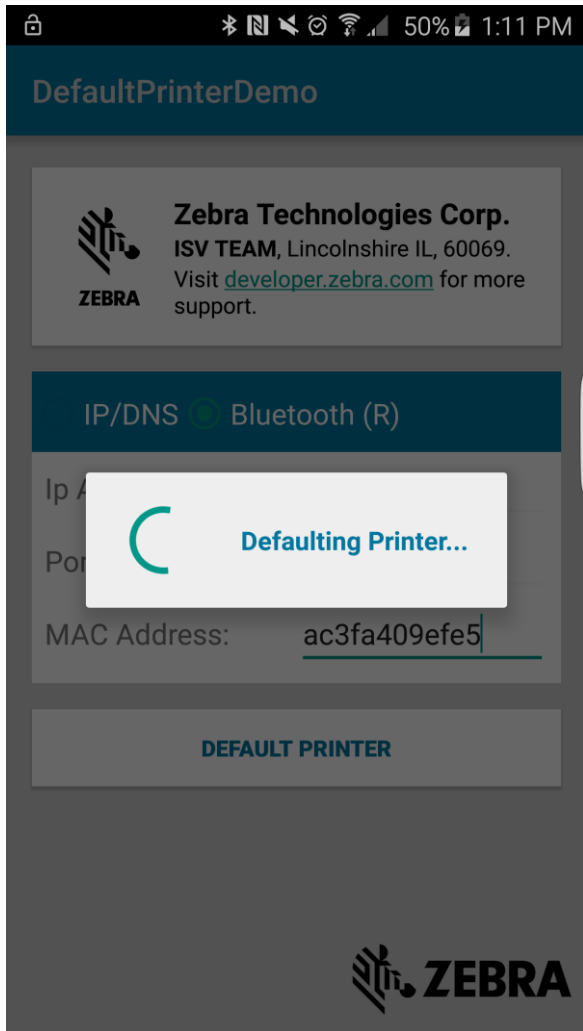 50% 1:11 PM
DefaultPrinterDemo
Zebra Technologies Corp.
ISV TEAM, Lincolnshire IL, 60069.
Visit developer.zebra.com for more
support.
ZEBRA
IP/DNS Bluetooth (R)
Ip A
Defaulting Printer...
Por
MAC Address: ac3fa409efe5
DEFAULT PRINTER
ZEBRA